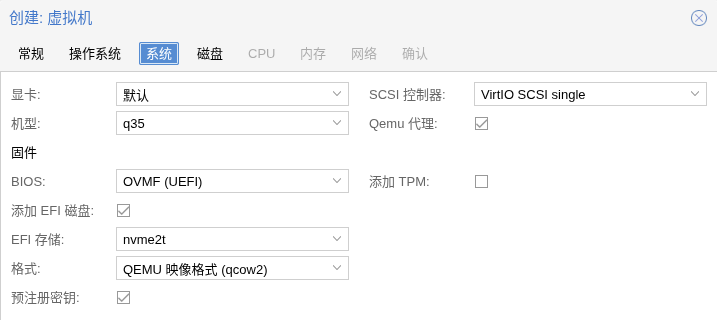 创建: 虚拟机
常规 操作系统 系统 磁盘 CPU 内存 网络 确认
显卡: 默认 SCSI 控制器: VirtIO SCSI single
机型: q35 Qemu 代理:
固件
BIOS: OVMF (UEFI) 添加 TPM:
添加 EFI 磁盘:
EFI 存储: nvme2t
格式: QEMU 映像格式 (qcow2)
预注册密钥: